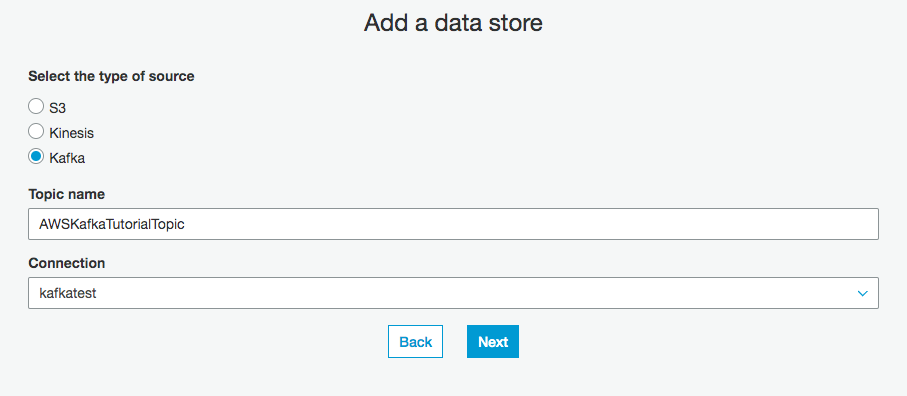 Add a data store
Select the type of source
S3
Kinesis
Kafka
Topic name
AWSKafkaTutorialTopic
Connection
kafkatest
Back Next